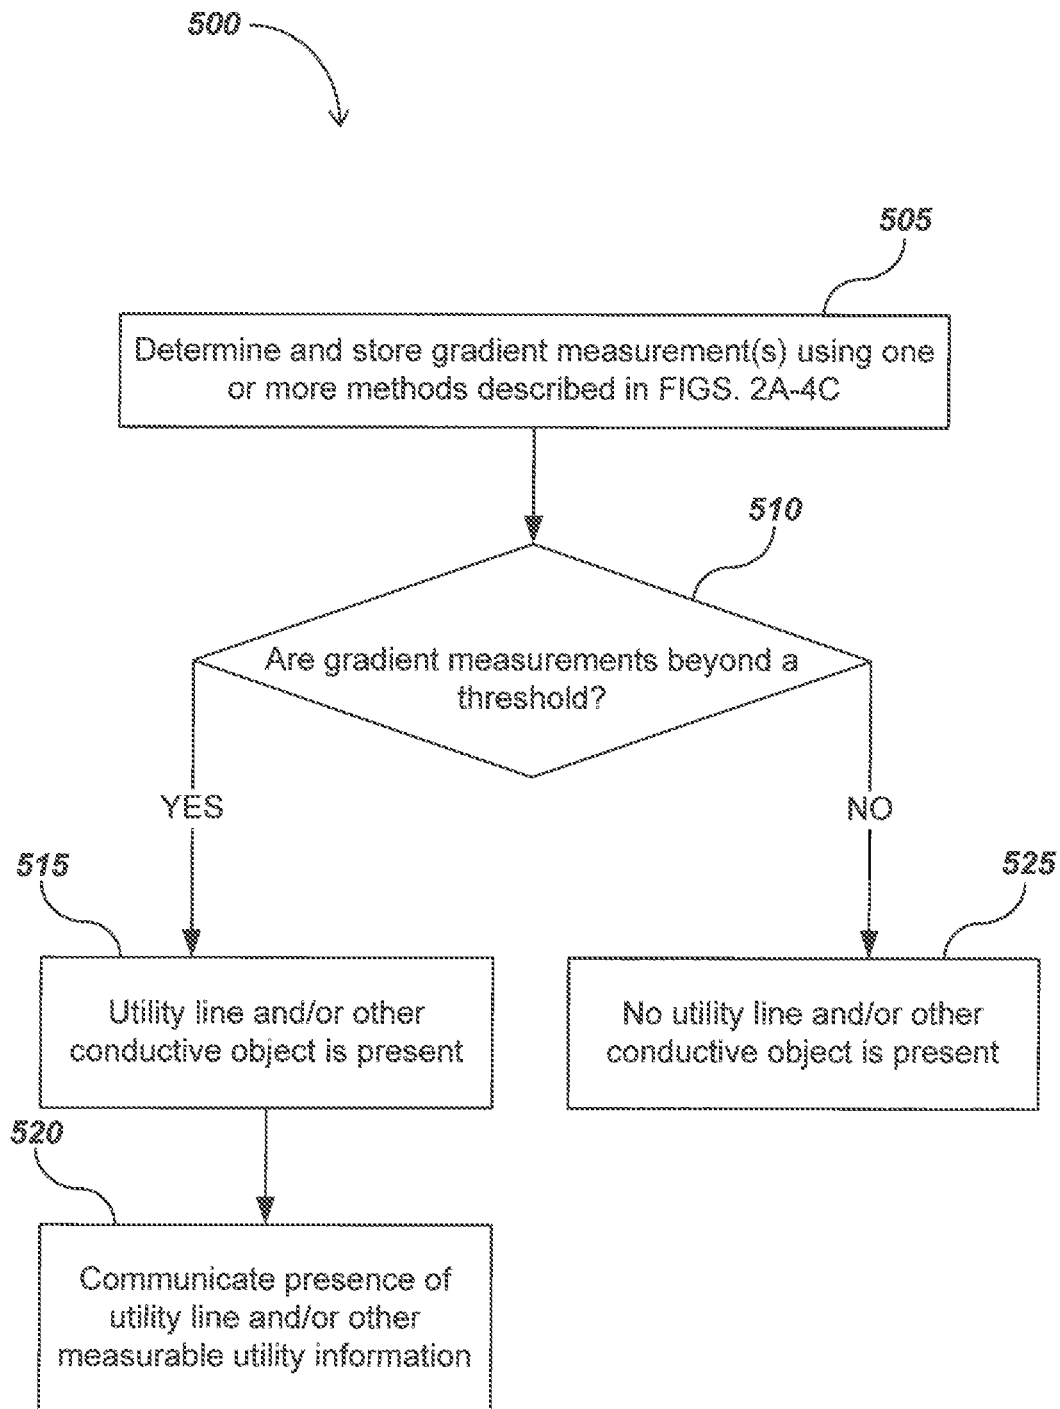 500
505
Determine and store gradient measurement(s) using one
or more methods described in FIGS. 2A-4C
510
Are gradient measurements beyond a
threshold?
YES
NO
515
525
Utility line and/or other
conductive object is present
No utility line and/or other
conductive object is present
520
Communicate presence of
utility line and/or other
measurable utility information